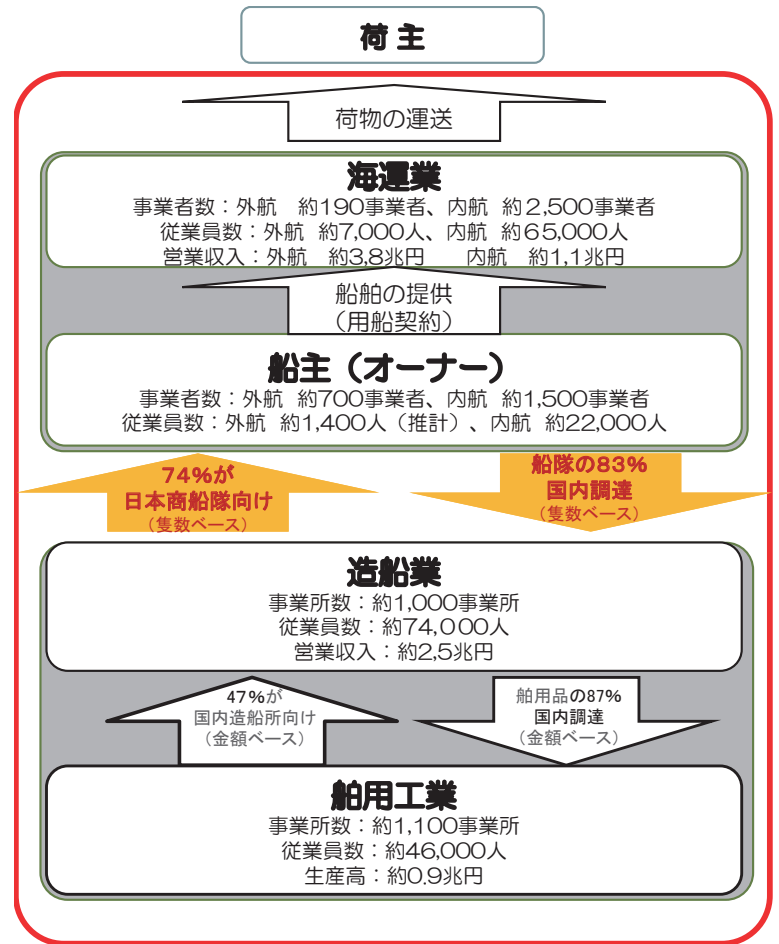 荷 主
荷物の運送
海運業
事業者数：外航　約190事業者、内航 約2,500事業者
従業員数：外航 約7,000人、内航 約65,000人
営業収入：外航　約3,8兆円　　内航　約1,1兆円
船舶の提供
（用船契約）
船主（オーナー）
事業者数：外航 約700事業者、内航 約1,500事業者
従業員数：外航 約1,400人（推計）、内航 約22,000人
74%が
日本商船隊向け
（隻数ベース）
船隊の83%
国内調達
（隻数ベース）
造船業
事業所数：約1,000事業所
従業員数：約74,000人
営業収入：約2,5兆円
47%が
国内造船所向け
（金額ベース）
舶用品の87%
国内調達
（金額ベース）
舶用工業
事業所数：約1,100事業所
従業員数：約46,000人
生産高：約0.9兆円